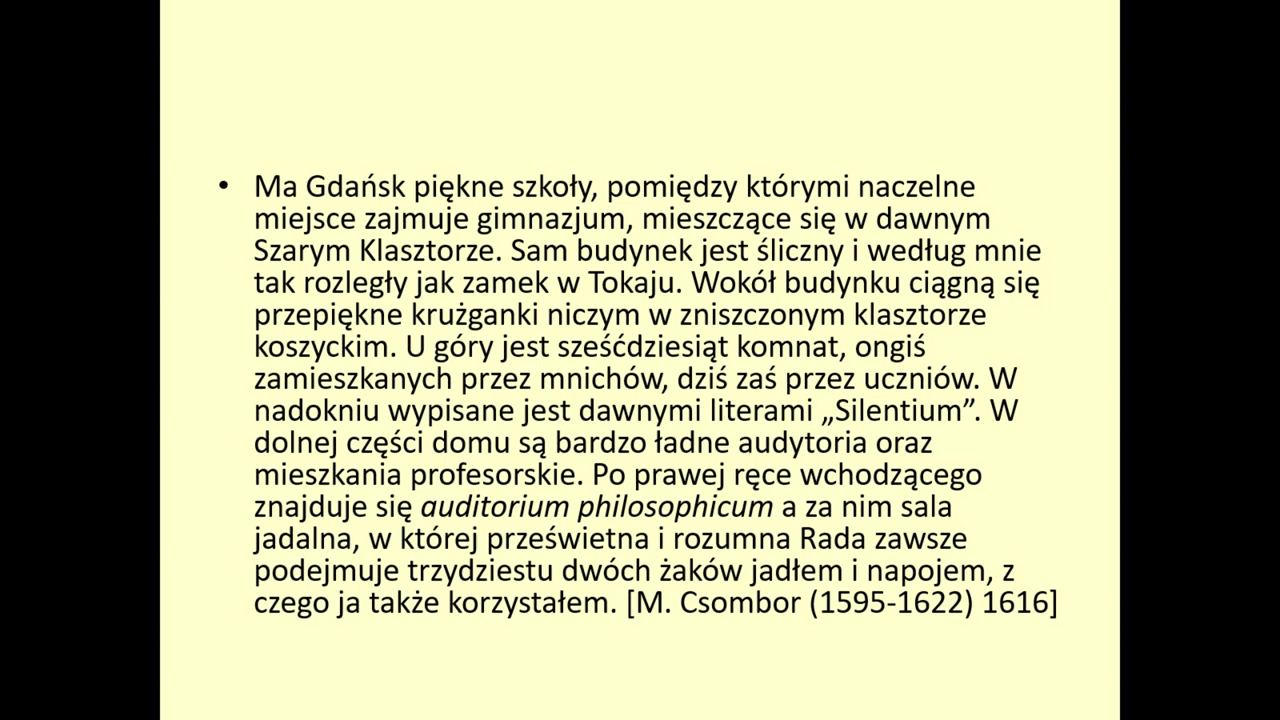 • Ma Gdańsk piękne szkoły, pomiędzy którymi naczelne
miejsce zajmuje gimnazjum, mieszczące się w dawnym
Szarym Klasztorze. Sam budynek jest śliczny i według mnie
tak rozległy jak zamek w Tokaju. Wokół budynku ciągną się
przepiękne krużganki niczym w zniszczonym klasztorze
koszyckim. U góry jest sześćdziesiąt komnat, ongiś
zamieszkanych przez mnichów, dziś zaś przez uczniów. W
nadokniu wypisane jest dawnymi literami „Silentium”. W
dolnej części domu są bardzo ładne audytoria oraz
mieszkania profesorskie. Po prawej ręce wchodzącego
znajduje się auditorium philosophicum a za nim sala
jadalna, w której prześwietna i rozumna Rada zawsze
podejmuje trzydziestu dwóch żaków jadłem i napojem, z
czego ja także korzystałem. [M. Csombor (1595-1622) 1616]